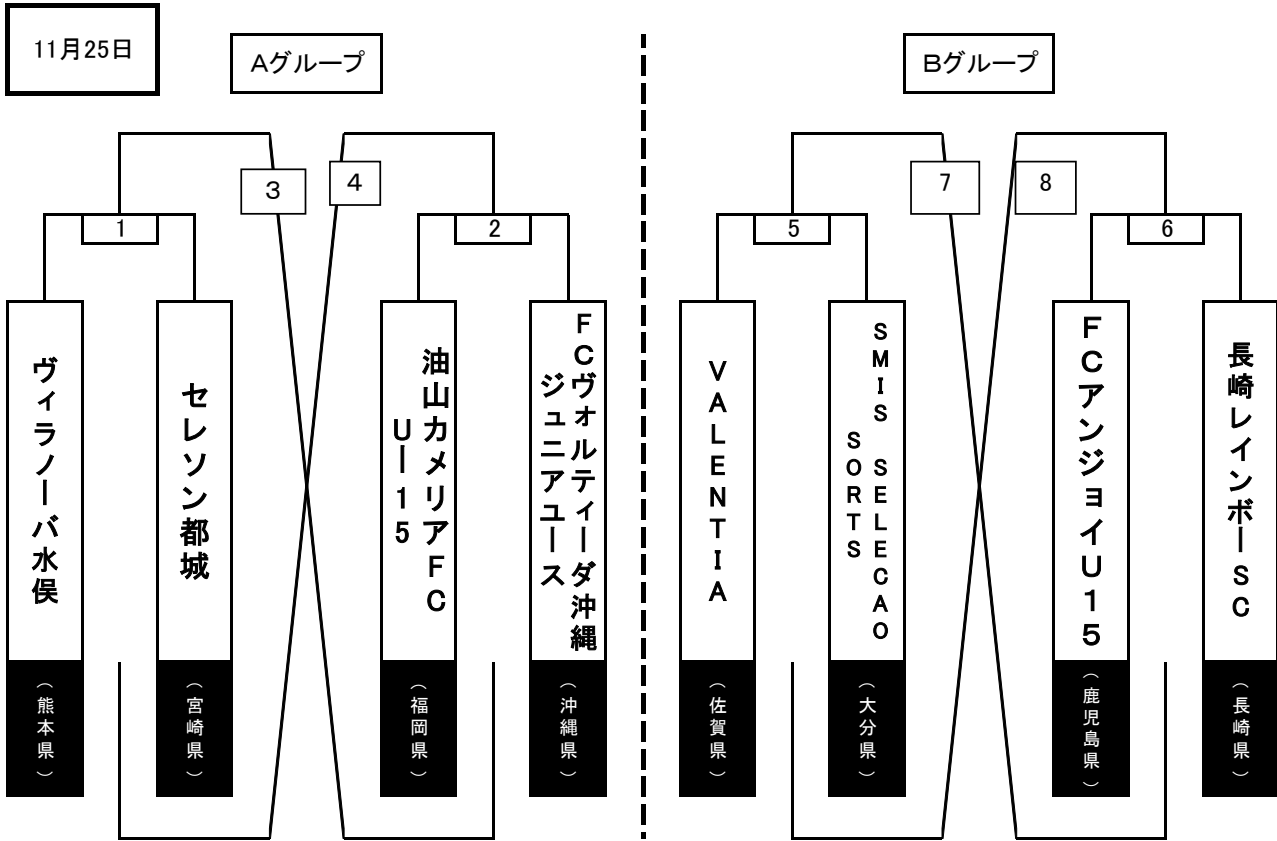 11月25日
Aグループ
Bグループ
3
4
7
8
1
2
5
6
ヴィラノーバ水俣
セレソン都城
油山カメリアFC
U－15
FCヴォルティーダ沖縄
ジュニアユース
VALENTIA
SMIS SELECAO
SORTS
FCアンジョイU15
長崎レインボーSC
（熊本県）
（宮崎県）
（福岡県）
（沖縄県）
（佐賀県）
（大分県）
（鹿児島県）
（長崎県）